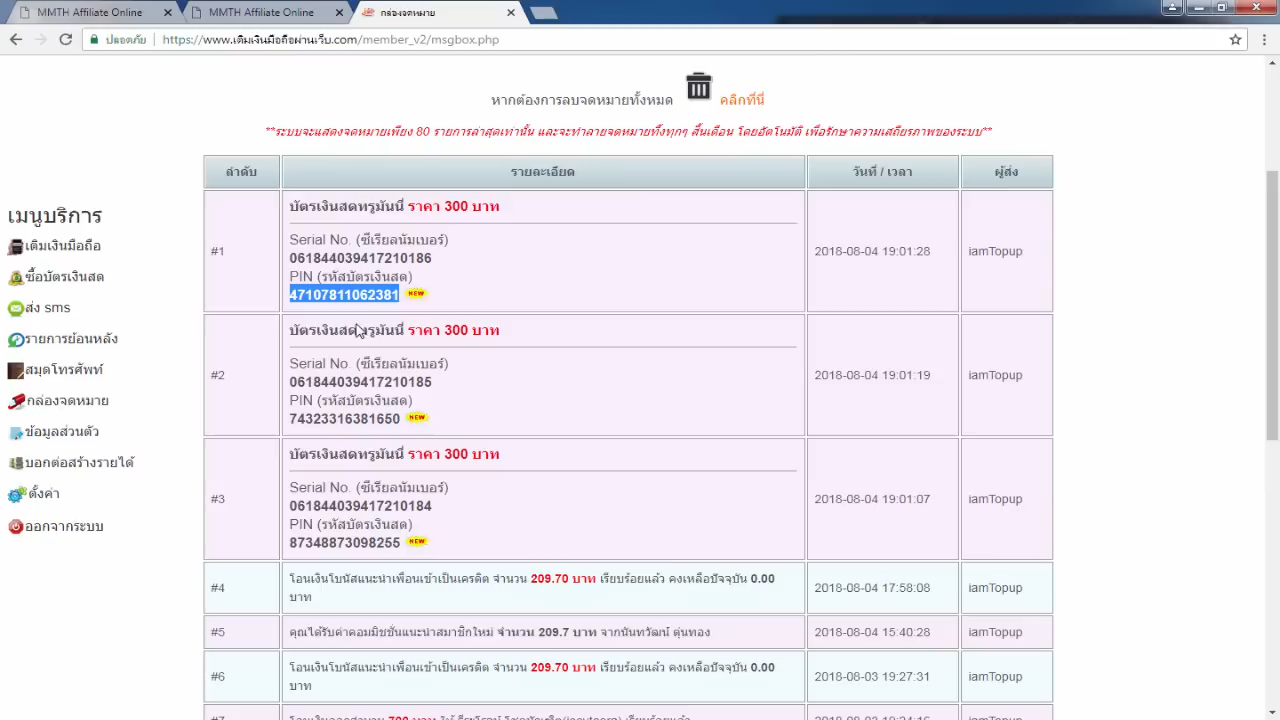 MMTH Affiliate Online
MMTH Affiliate Online
กล่องจดหมาย
ปลอดภัย
https://www.เติมเงินมือถือผ่านเว็บ.com/member_v2/msgbox.php
หากต้องการลบจดหมายทั้งหมด คลิกที่นี่
**ระบบจะแสดงจดหมายเพียง 80 รายการล่าสุดเท่านั้น และจะทำลายจดหมายทิ้งทุกๆ สิ้นเดือน โดยอัตโนมัติ เพื่อรักษาความเสถียรภาพของระบบ**
เมนูบริการ
เติมเงินมือถือ
ซื้อบัตรเงินสด
ส่ง sms
รายการย้อนหลัง
สมุดโทรศัพท์
กล่องจดหมาย
ข้อมูลส่วนตัว
บอกต่อสร้างรายได้
ตั้งค่า
ออกจากระบบ
ลำดับ รายละเอียด วันที่ / เวลา ผู้ส่ง
#1
บัตรเงินสดทรูมันนี่ ราคา 300 บาท
Serial No. (ซีเรียลนัมเบอร์)
061844039417210186
PIN (รหัสบัตรเงินสด)
47107811062381 NEW
2018-08-04 19:01:28
iamTopup
#2
บัตรเงินสดทรูมันนี่ ราคา 300 บาท
Serial No. (ซีเรียลนัมเบอร์)
061844039417210185
PIN (รหัสบัตรเงินสด)
74323316381650 NEW
2018-08-04 19:01:19
iamTopup
#3
บัตรเงินสดทรูมันนี่ ราคา 300 บาท
Serial No. (ซีเรียลนัมเบอร์)
061844039417210184
PIN (รหัสบัตรเงินสด)
87348873098255 NEW
2018-08-04 19:01:07
iamTopup
#4
โอนเงินโบนัสแนะนำเพื่อนเข้าเป็นเครดิต จำนวน 209.70 บาท เรียบร้อยแล้ว คงเหลือปัจจุบัน 0.00
บาท
2018-08-04 17:58:08
iamTopup
#5
คุณได้รับค่าคอมมิชชั่นแนะนำสมาชิกใหม่ จำนวน 209.7 บาท จากนันทวัฒน์ ตุ่นทอง
2018-08-04 15:40:28
iamTopup
#6
โอนเงินโบนัสแนะนำเพื่อนเข้าเป็นเครดิต จำนวน 209.70 บาท เรียบร้อยแล้ว คงเหลือปัจจุบัน 0.00
บาท
2018-08-03 19:27:31
iamTopup